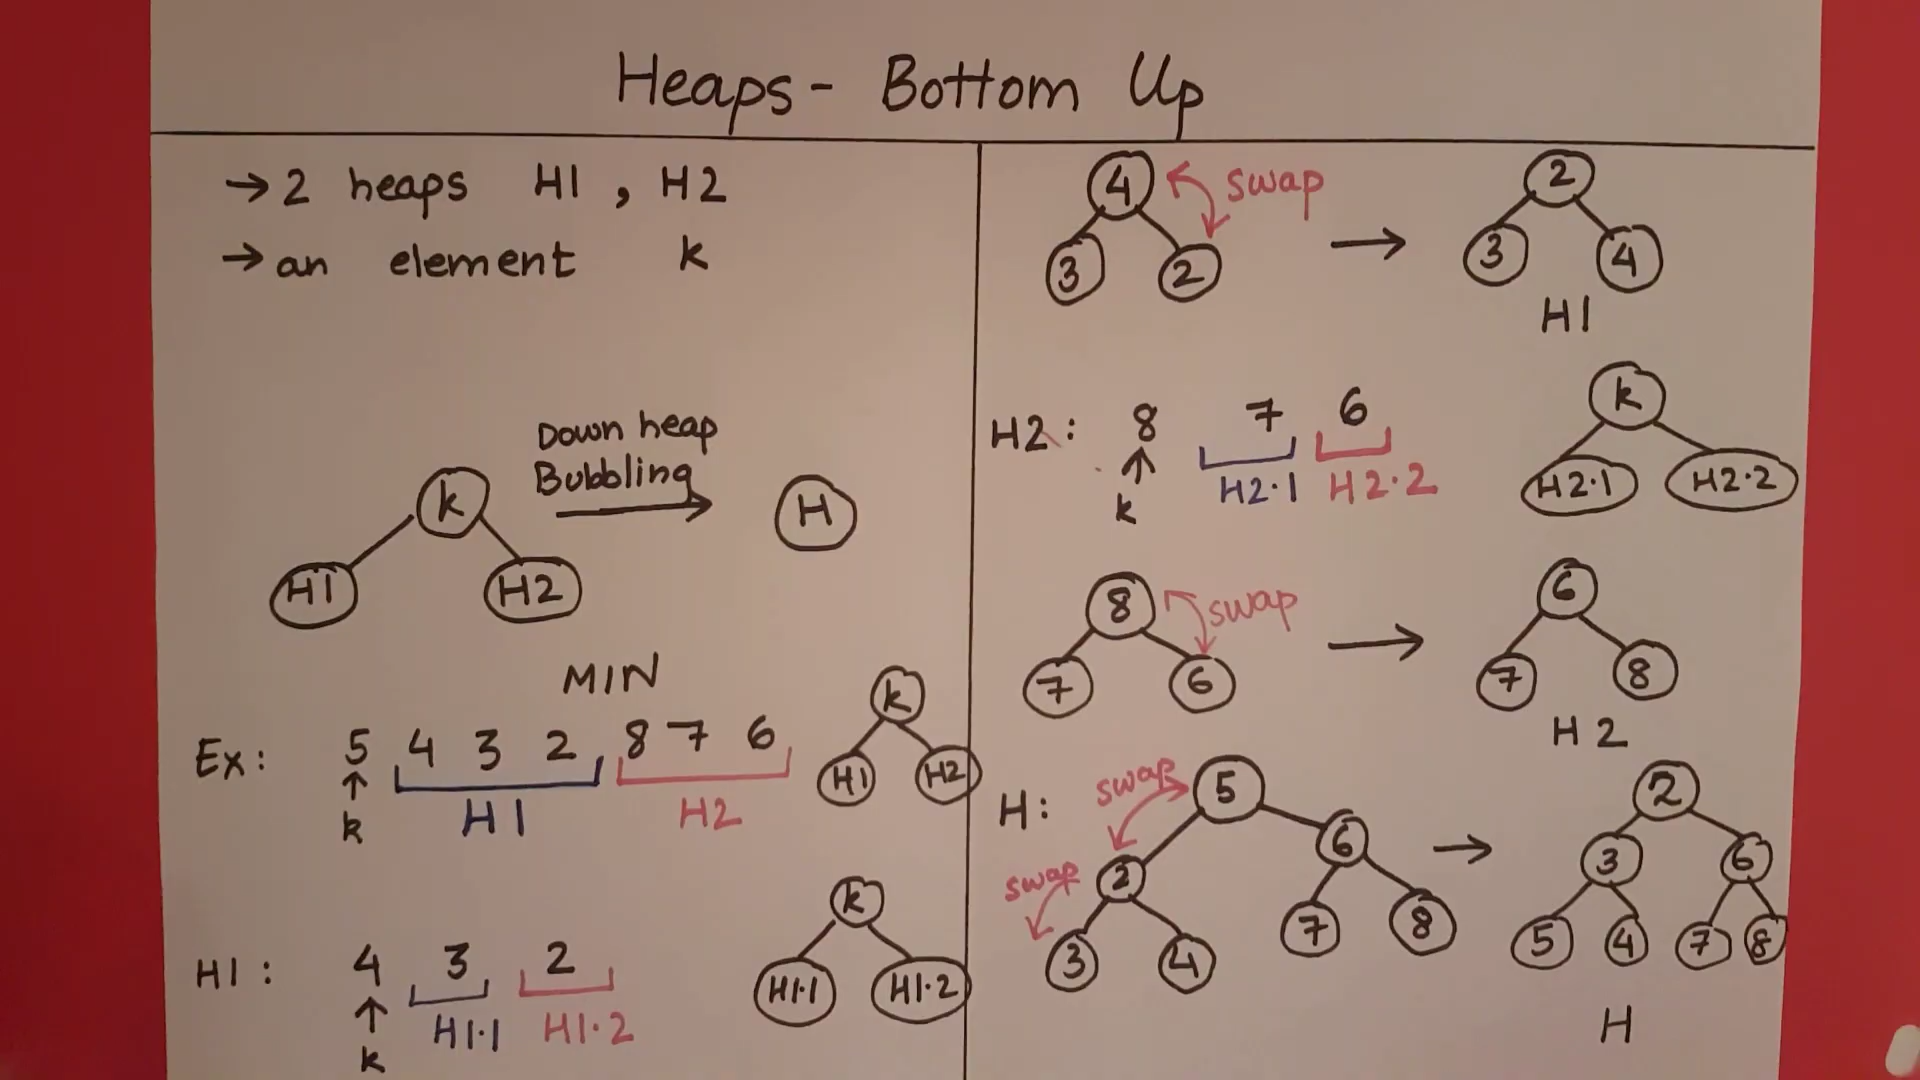 Heaps - Bottom Up
→ 2 heaps H1 , H2
→ an element k
Down heap
Bubbling
k
H
H1 H2
MIN
Ex: 5 4 3 2 8 7 6
k H1 H2
k
H1 H2
H1: 4 3 2
k H1.1 H1.2
k
H1.1 H1.2
4 swap
3 2
→
2
3 4
H1
H2: 8 7 6
k H2.1 H2.2
k
H2.1 H2.2
8 swap
7 6
→
6
7 8
H2
H:
swap 5
swap 2 6
3 4 7 8
→
2
3 6
5 4 7 8
H